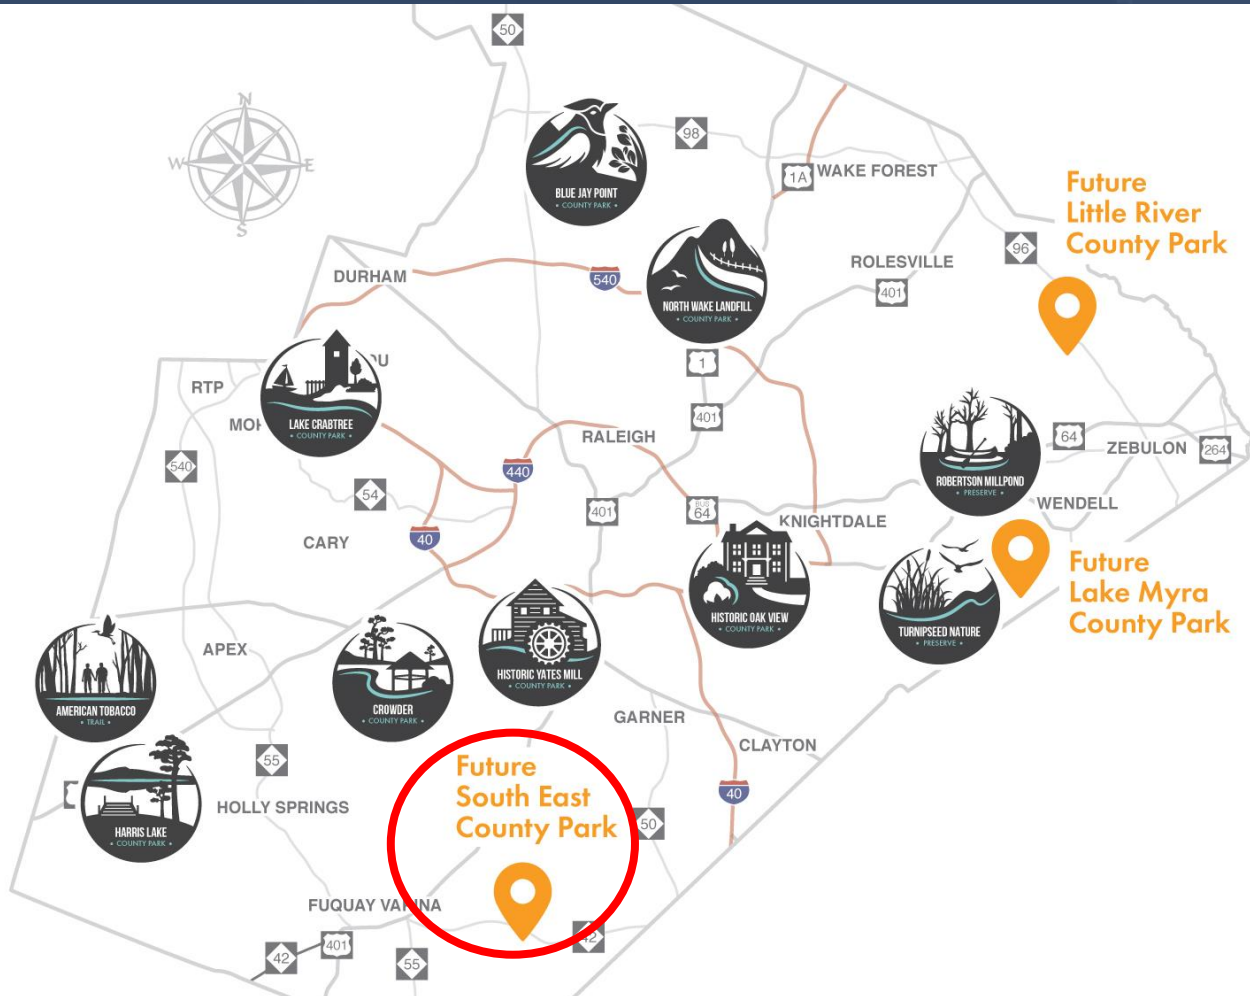 50
N
W
E
S
98
1A
WAKE FOREST
BLUE JAY POINT
• COUNTY PARK •
Future
Little River
County Park
96
ROLESVILLE
401
DURHAM
540
NORTH WAKE LANDFILL
• COUNTY PARK •
1
RTP
LAKE CRABTREE
• COUNTY PARK •
401
RALEIGH
440
540
54
401
BUS
64
64
ZEBULON
264
ROBERTSON MILLPOND
• PRESERVE •
WENDELL
KNIGHTDALE
CARY
40
Future
Lake Myra
County Park
HISTORIC OAK VIEW
• COUNTY PARK •
TURNIPSEED NATURE
• PRESERVE •
APEX
HISTORIC YATES MILL
• COUNTY PARK •
AMERICAN TOBACCO
• TRAIL •
CROWDER
• COUNTY PARK •
GARNER
CLAYTON
55
Future
South East
County Park
40
50
HOLLY SPRINGS
HARRIS LAKE
• COUNTY PARK •
FUQUAY VARINA
42
401
55
42